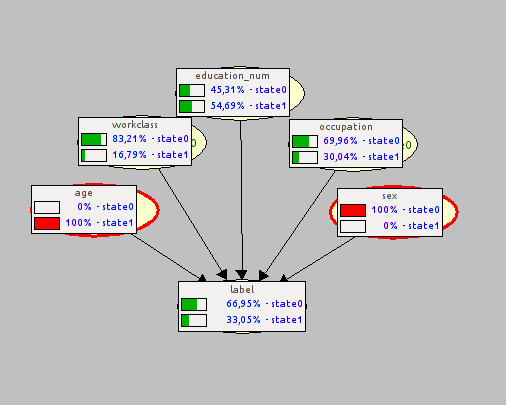 education_num
45,31% - state0
54,69% - state1
workclass
83,21% - state0
16,79% - state1
occupation
69,96% - state0
30,04% - state1
age
0% - state0
100% - state1
sex
100% - state0
0% - state1
label
66,95% - state0
33,05% - state1